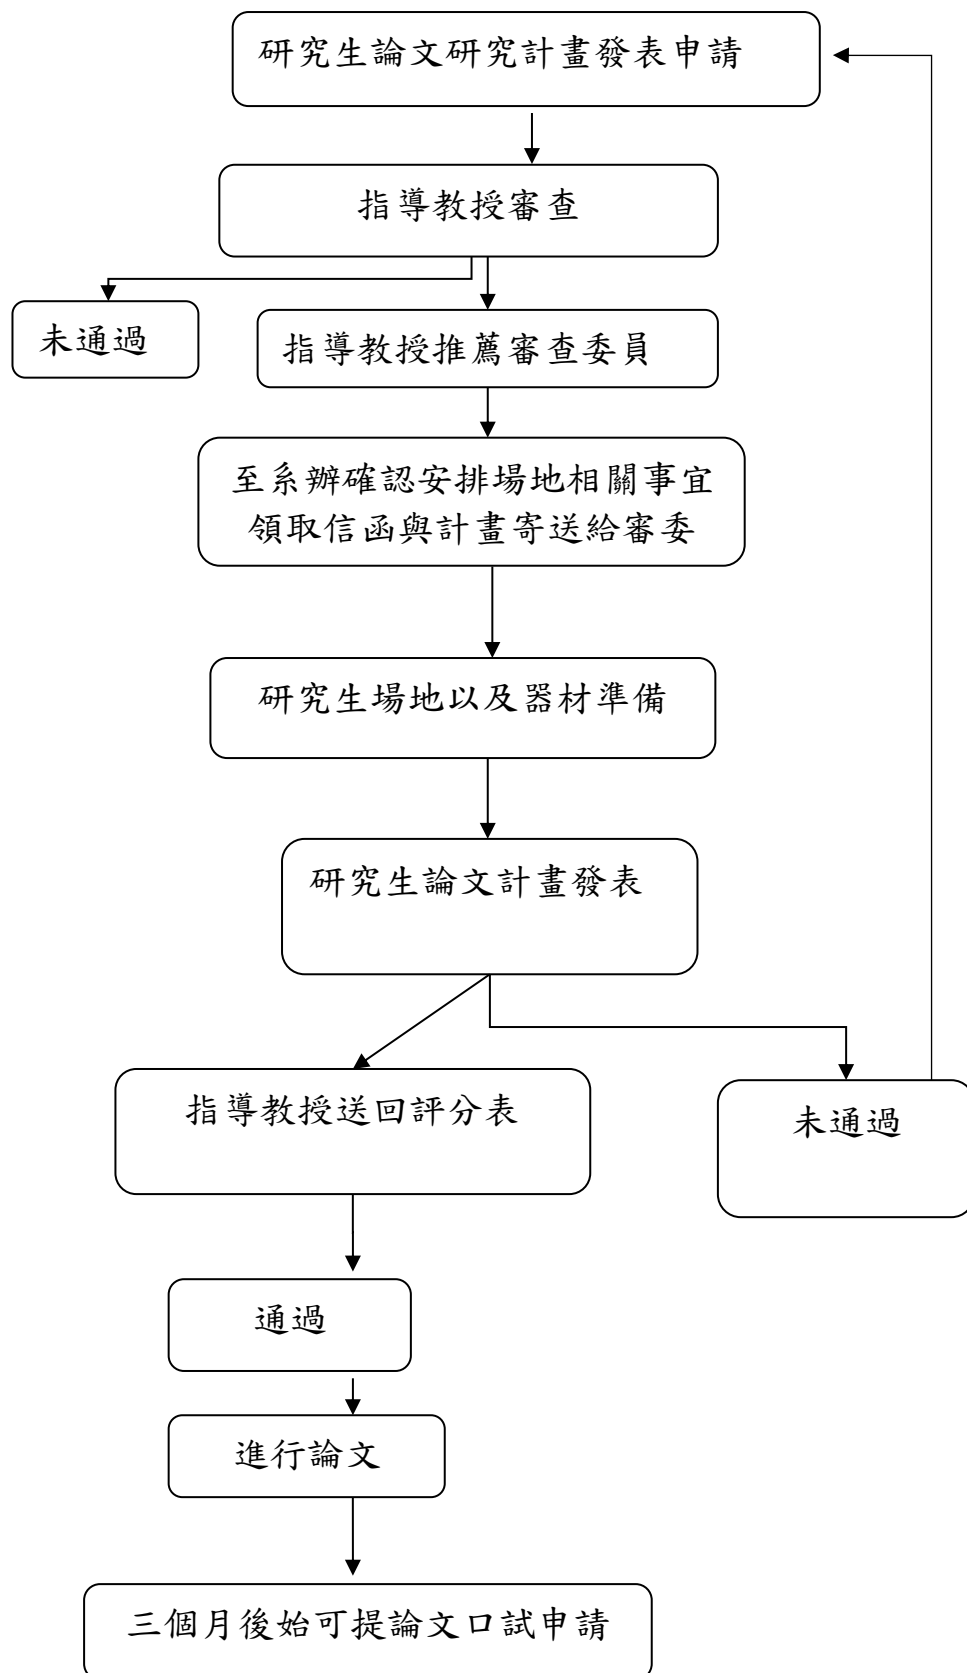 研究生論文研究計畫發表申請
指導教授審查
未通過
指導教授推薦審查委員
至系辦確認安排場地相關事宜
領取信函與計畫寄送給審委
研究生場地以及器材準備
研究生論文計畫發表
指導教授送回評分表
未通過
通過
進行論文
三個月後始可提論文口試申請